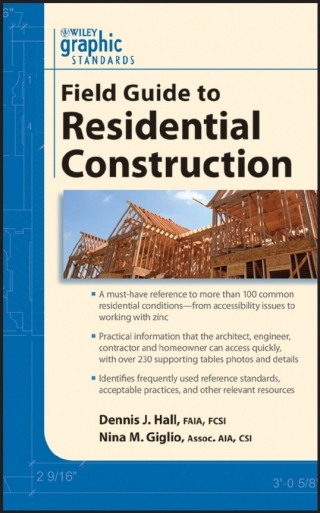 6"
WILEY
graphic
STANDARDS
1
4
Field Guide to
Residential
Construction
A must-have reference to more than 100 common
residential conditions—from accessibility issues to
working with zinc
Practical information that the architect, engineer,
contractor and homeowner can access quickly,
with over 230 supporting tables photos and details
Identifies frequently used reference standards,
acceptable practices, and other relevant resources
Dennis J. Hall, FAIA, FCSI
Nina M. Giglio, Assoc. AIA, CSI
2 9/16"
3'-0 5/8"